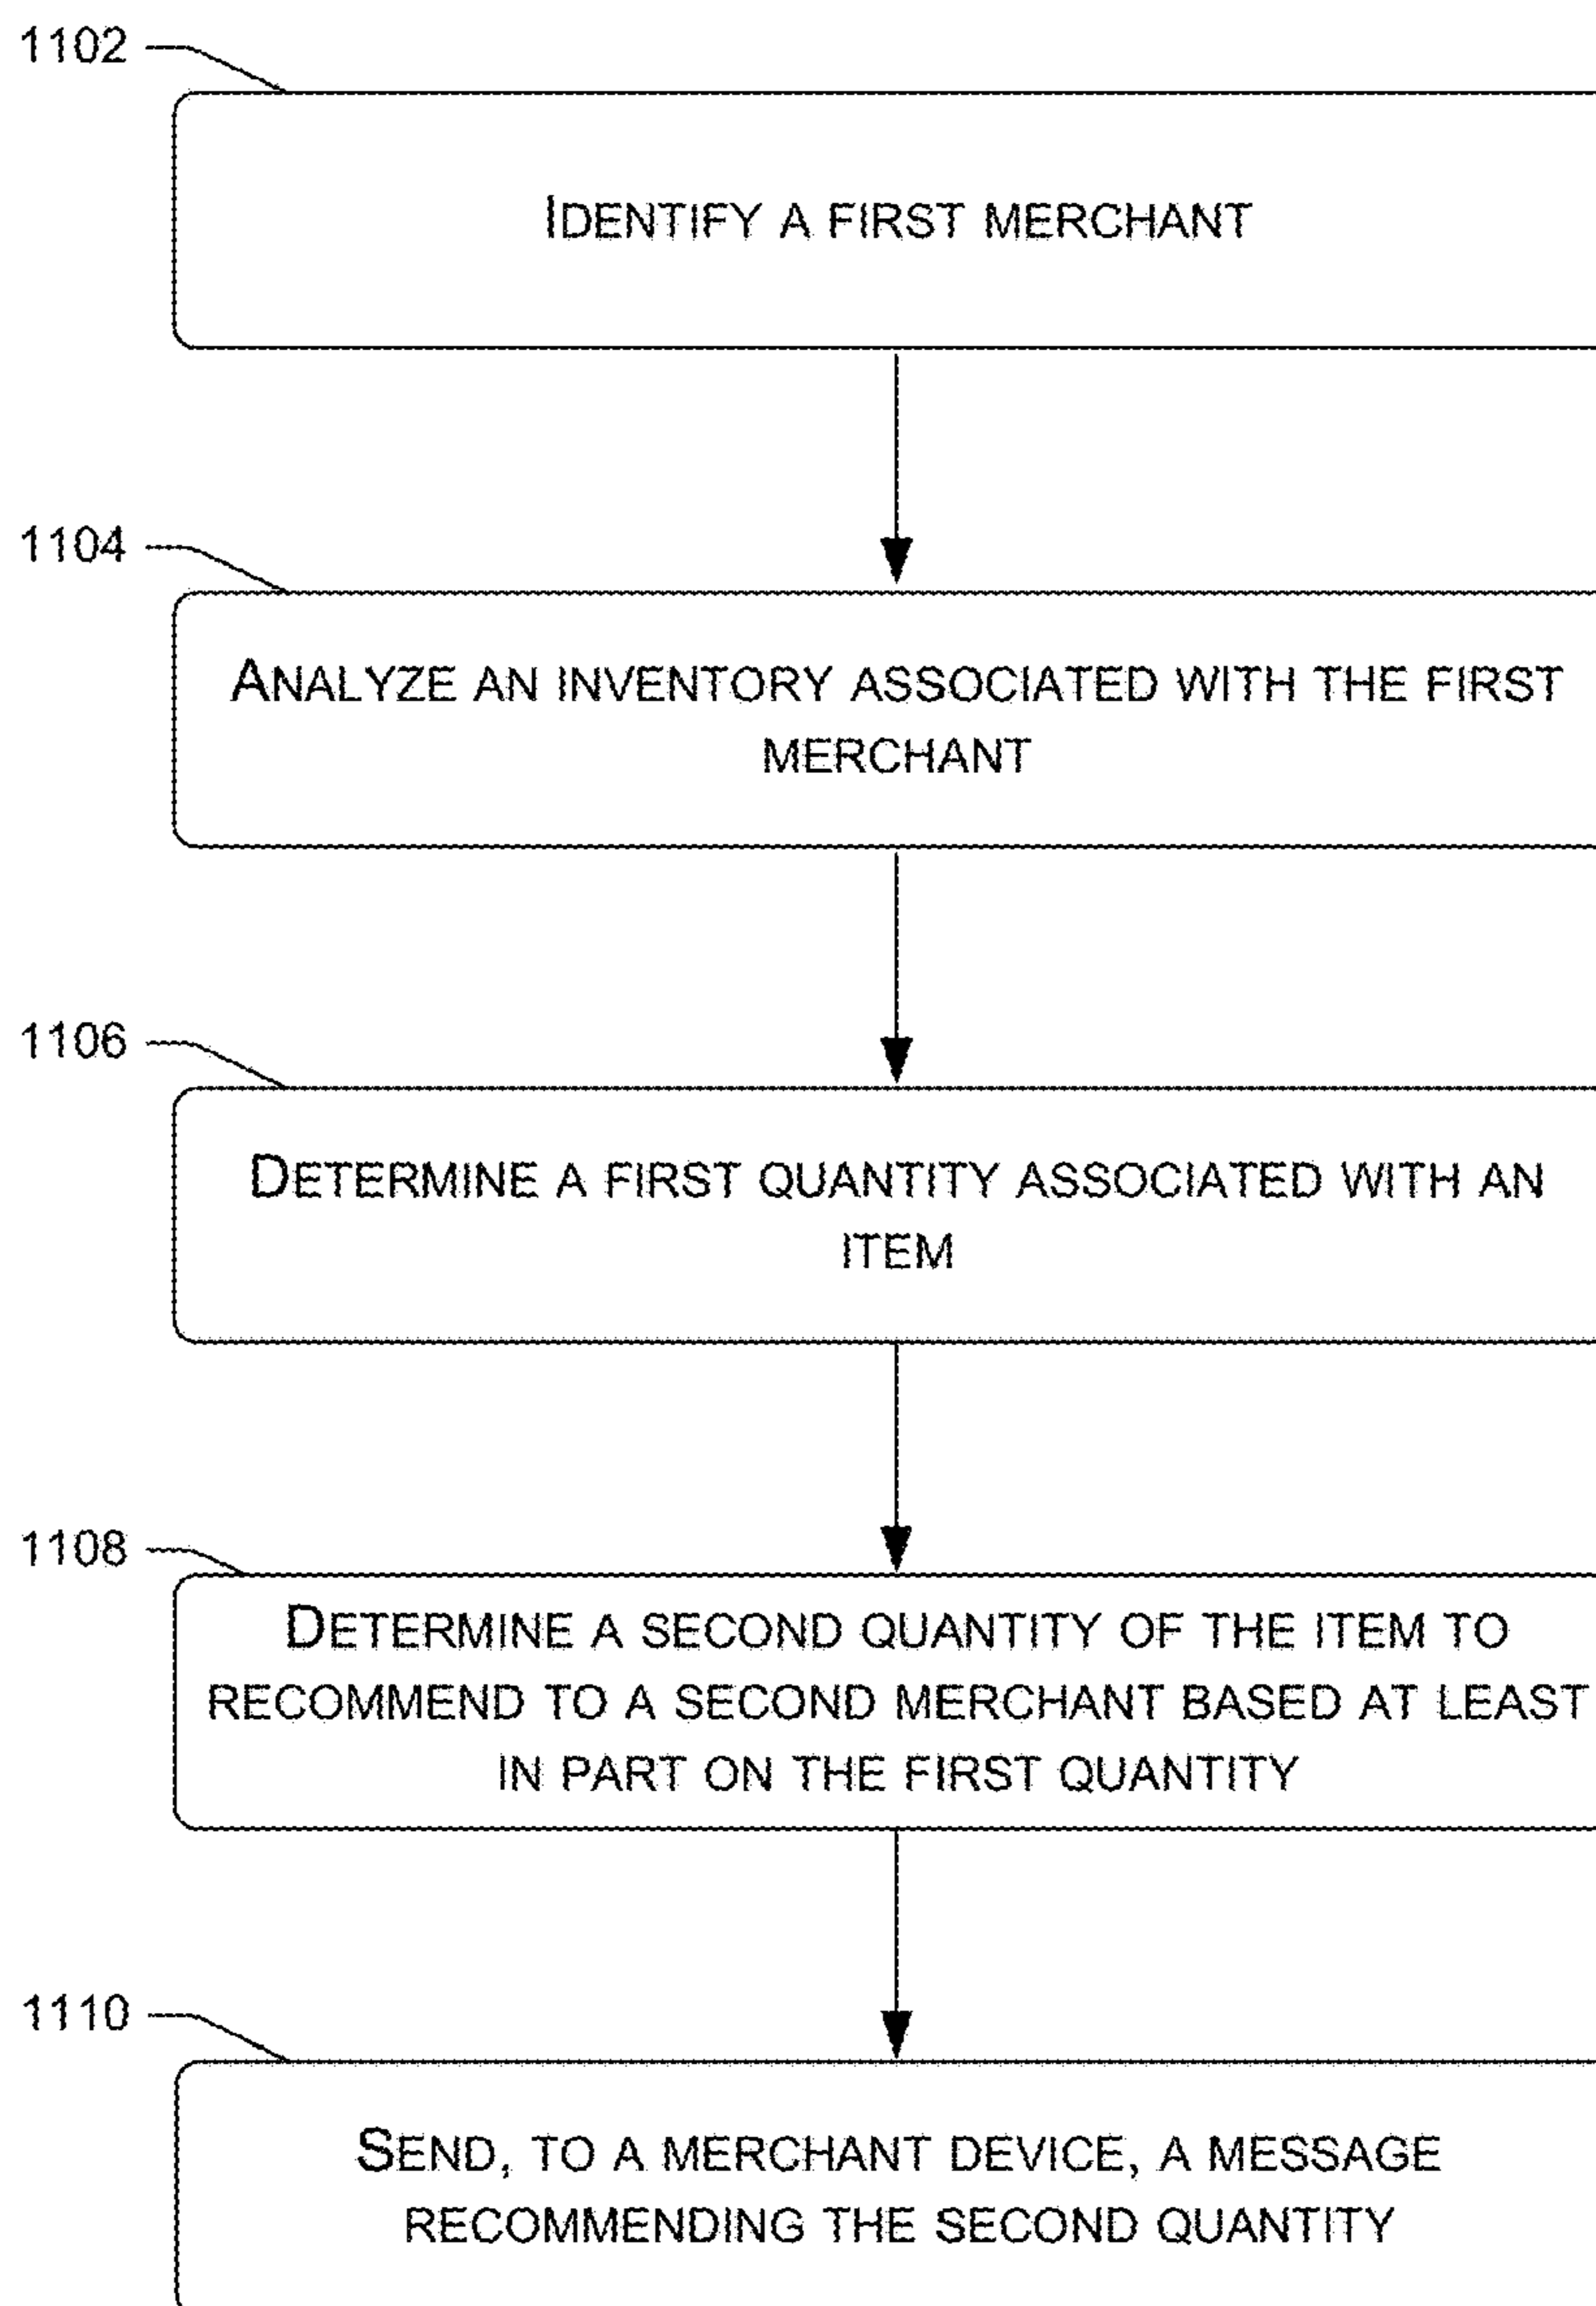 1102
IDENTIFY A FIRST MERCHANT
1104
ANALYZE AN INVENTORY ASSOCIATED WITH THE FIRST
MERCHANT
1106
DETERMINE A FIRST QUANTITY ASSOCIATED WITH AN
ITEM
1108
DETERMINE A SECOND QUANTITY OF THE ITEM TO
RECOMMEND TO A SECOND MERCHANT BASED AT LEAST
IN PART ON THE FIRST QUANTITY
1110
SEND, TO A MERCHANT DEVICE, A MESSAGE
RECOMMENDING THE SECOND QUANTITY